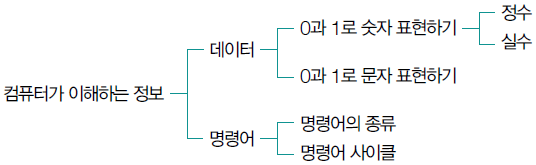 컴퓨터가 이해하는 정보
데이터
0과 1로 숫자 표현하기
정수
실수
0과 1로 문자 표현하기
명령어
명령어의 종류
명령어 사이클